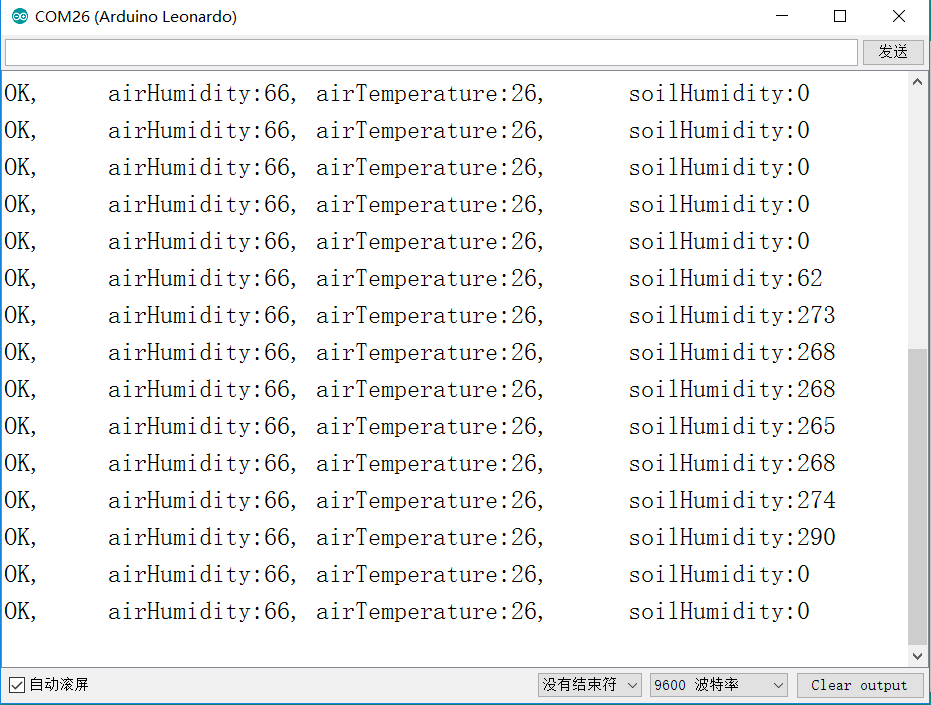 COM26 (Arduino Leonardo)
发送
OK, airHumidity:66, airTemperature:26, soilHumidity:0
OK, airHumidity:66, airTemperature:26, soilHumidity:0
OK, airHumidity:66, airTemperature:26, soilHumidity:0
OK, airHumidity:66, airTemperature:26, soilHumidity:0
OK, airHumidity:66, airTemperature:26, soilHumidity:0
OK, airHumidity:66, airTemperature:26, soilHumidity:62
OK, airHumidity:66, airTemperature:26, soilHumidity:273
OK, airHumidity:66, airTemperature:26, soilHumidity:268
OK, airHumidity:66, airTemperature:26, soilHumidity:268
OK, airHumidity:66, airTemperature:26, soilHumidity:265
OK, airHumidity:66, airTemperature:26, soilHumidity:268
OK, airHumidity:66, airTemperature:26, soilHumidity:274
OK, airHumidity:66, airTemperature:26, soilHumidity:290
OK, airHumidity:66, airTemperature:26, soilHumidity:0
OK, airHumidity:66, airTemperature:26, soilHumidity:0
自动滚屏 没有结束符 9600 波特率 Clear output